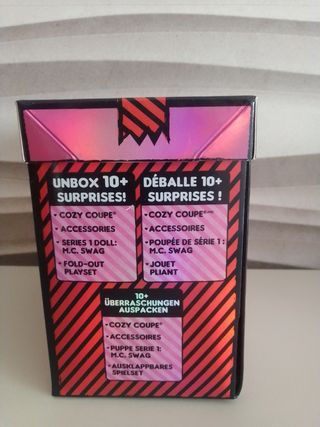 UNBOX 10+
SURPRISES!
• COZY COUPE®
• ACCESSORIES
• SERIES 1 DOLL:
M.C. SWAG
• FOLD-OUT
PLAYSET
DÉBALLE 10+
SURPRISES !
• COZY COUPE
• ACCESSOIRES
• POUPÉE DE SÉRIE 1 :
M.C. SWAG
• JOUET
PLIANT
10+
ÜBERRASCHUNGEN
AUSPACKEN
• COZY COUPE®
• ACCESSOIRES
• PUPPE SERIE 1:
M.C. SWAG
• AUSKLAPPBARES
SPIELSET